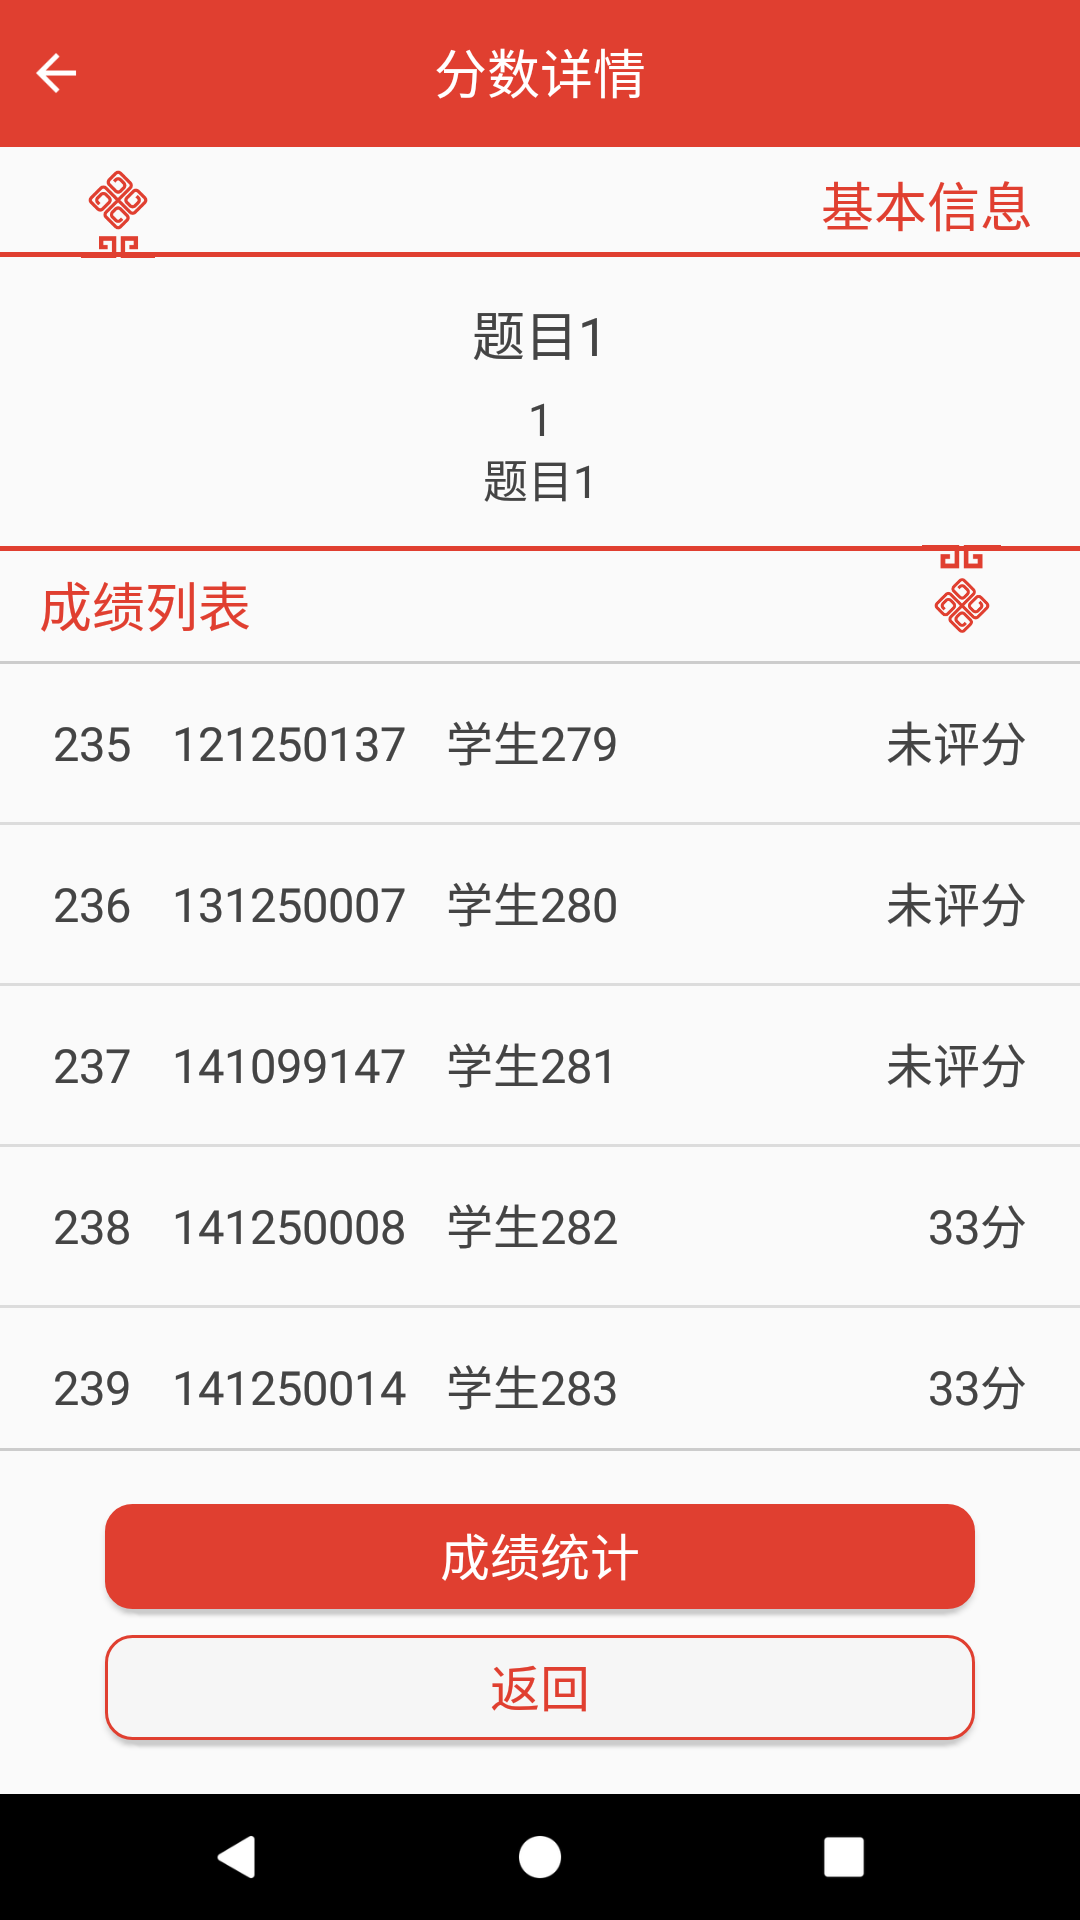 分数详情
基本信息
题目1
1
题目1
成绩列表
235 121250137 学生279 未评分
236 131250007 学生280 未评分
237 141099147 学生281 未评分
238 141250008 学生282 33分
239 141250014 学生283 33分
成绩统计
返回